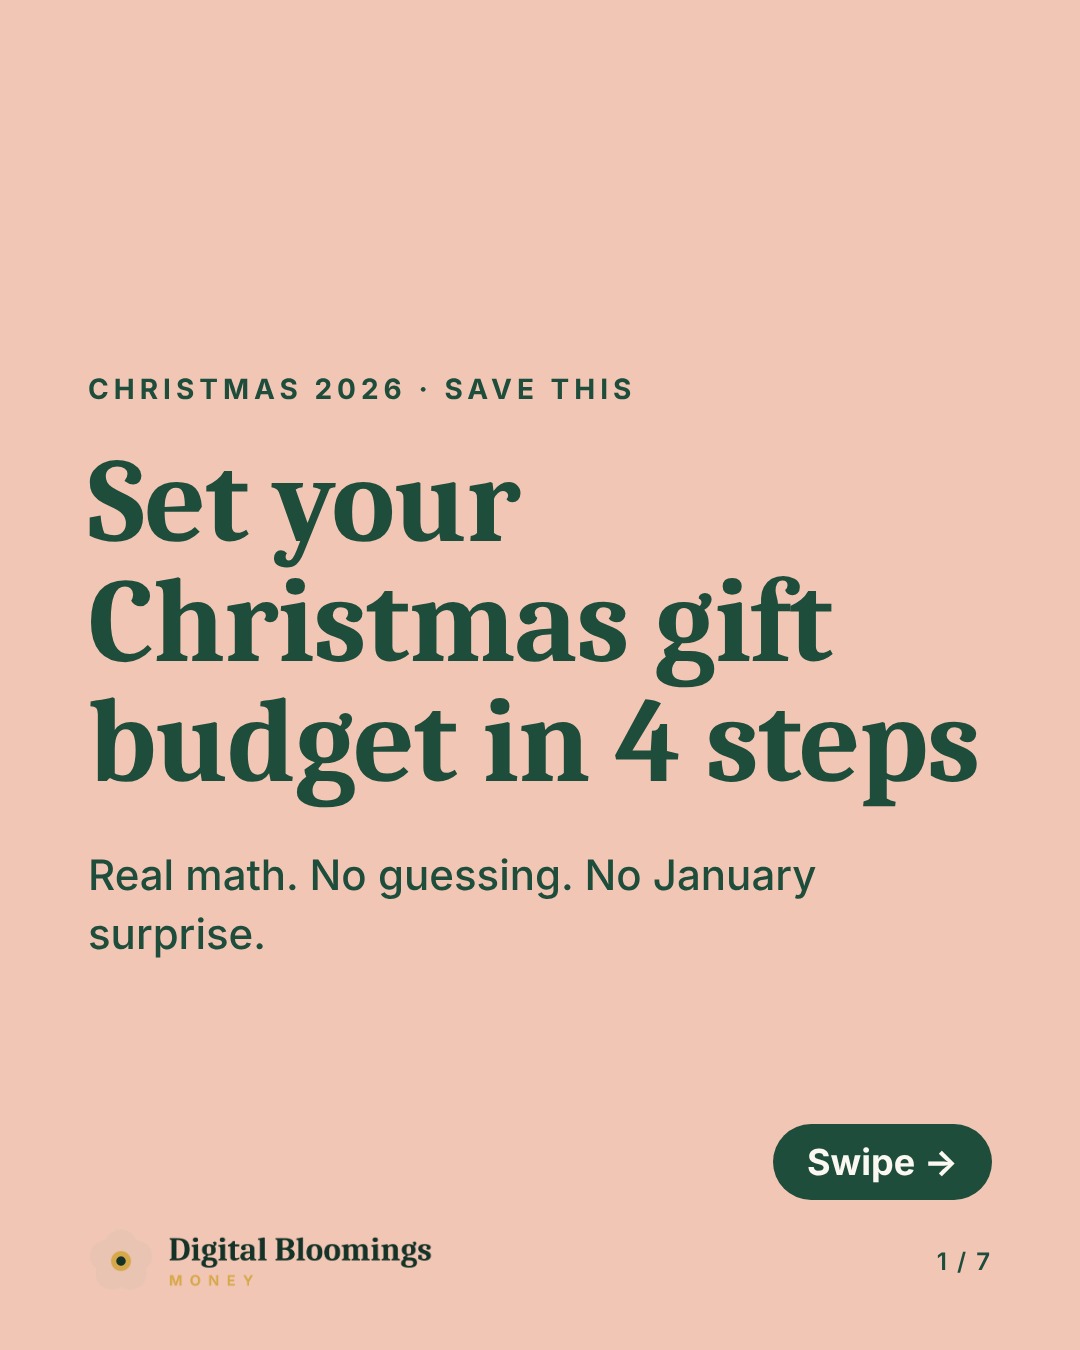 CHRISTMAS 2026 · SAVE THIS
Set your
Christmas gift
budget in 4 steps
Real math. No guessing. No January
surprise.
Swipe →
Digital Bloomings
MONEY
1 / 7